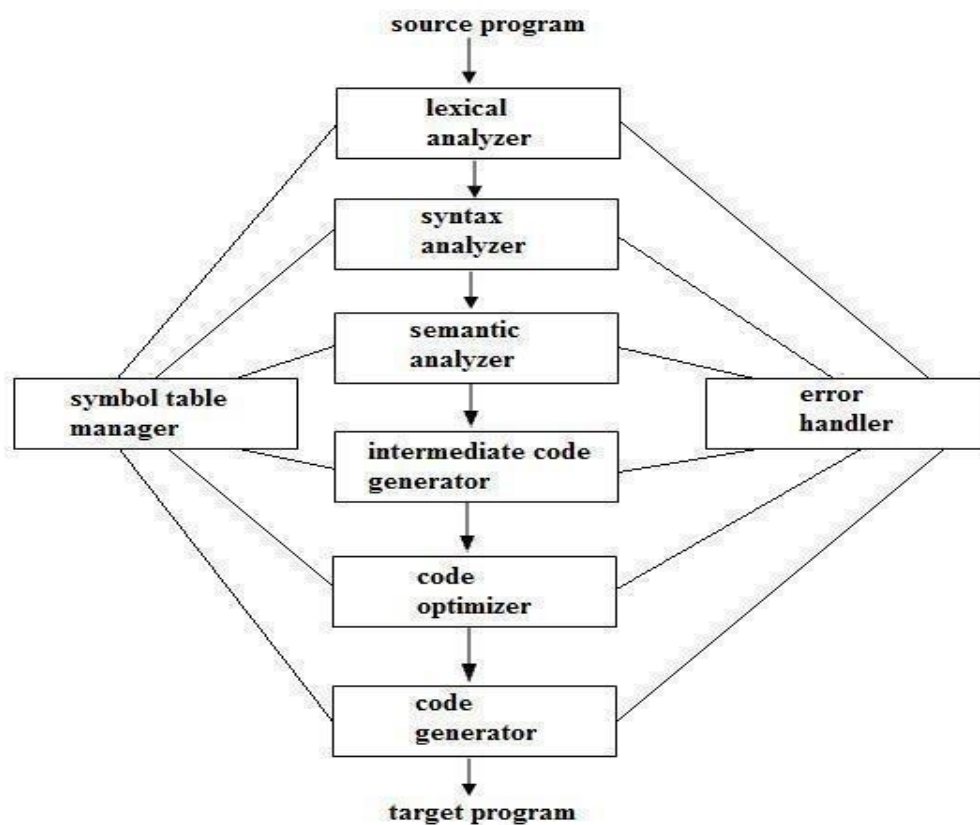 source program
lexical
analyzer
syntax
analyzer
semantic
analyzer
symbol table
manager
error
handler
intermediate code
generator
code
optimizer
code
generator
target program